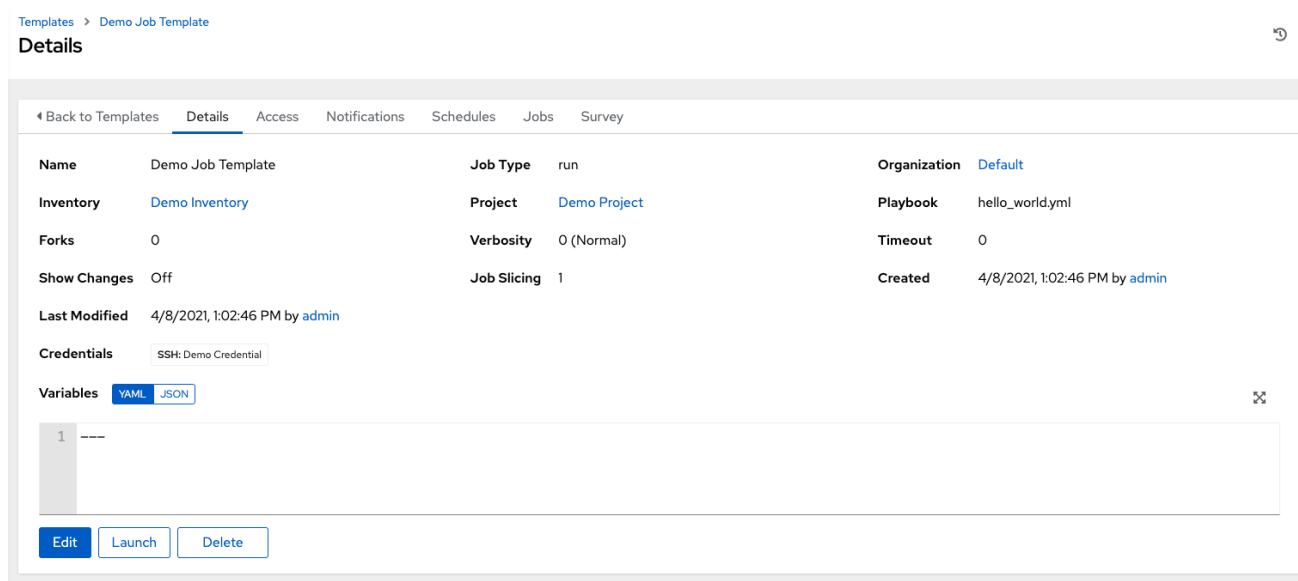 Templates > Demo Job Template
Details
Back to Templates Details Access Notifications Schedules Jobs Survey
Name Demo Job Template Job Type run Organization Default
Inventory Demo Inventory Project Demo Project Playbook hello_world.yml
Forks 0 Verbosity 0 (Normal) Timeout 0
Show Changes Off Job Slicing 1 Created 4/8/2021, 1:02:46 PM by admin
Last Modified 4/8/2021, 1:02:46 PM by admin
Credentials SSH: Demo Credential
Variables YAML JSON
1 ---
Edit Launch Delete